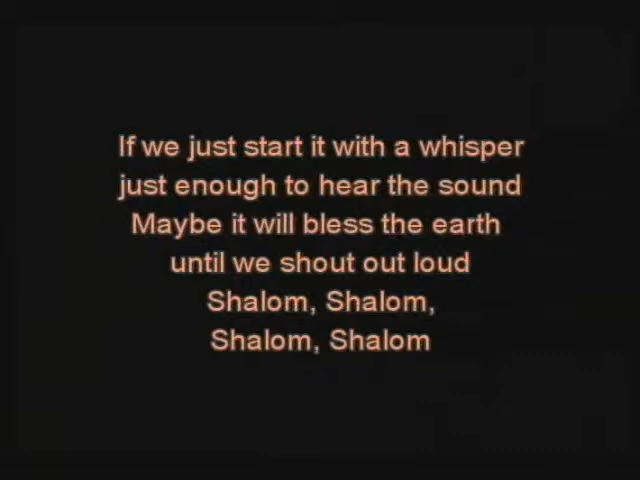 If we just start it with a whisper
just enough to hear the sound
Maybe it will bless the earth
until we shout out loud
Shalom, Shalom,
Shalom, Shalom